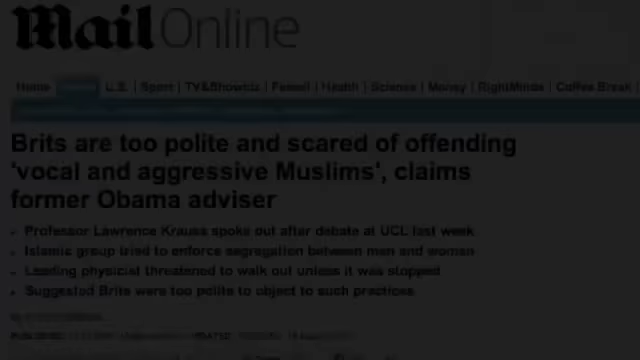 Mail Online
Home U.S. Sport TV&Showbiz Femail Health Science Money RightMinds Coffee Break
Brits are too polite and scared of offending
'vocal and aggressive Muslims', claims
former Obama adviser
Professor Lawrence Krauss spoke out after debate at UCL last week
Islamic group tried to enforce segregation between men and women
Leading physicist threatened to walk out unless it was stopped
Suggested Brits were too polite to object to such practices